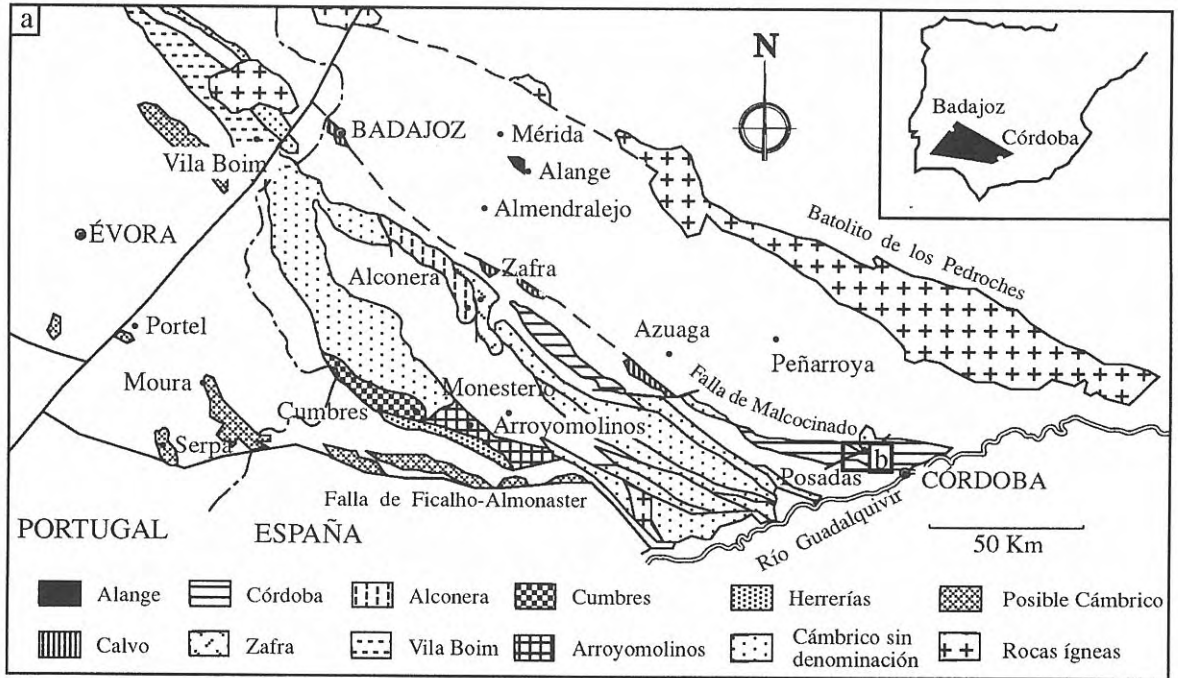 a
N
Badajoz
Córdoba
BADAJOZ
Mérida
Alange
Vila Boim
Almendralejo
ÉVORA
Batolito de los Pedroches
Zafra
Alconera
Azuaga
Peñarroya
Portel
Moura
Monesterio
Falla de Malcocinado
Cumbres
Arroyomolinos
Serpa
b
Posadas
CÓRDOBA
Falla de Ficalho-Almonaster
Río Guadalquivir
PORTUGAL
ESPAÑA
50 Km
Alange
Córdoba
Alconera
Cumbres
Herrerías
Posible Cámbrico
Calvo
Zafra
Vila Boim
Arroyomolinos
Cámbrico sin
denominación
Rocas ígneas